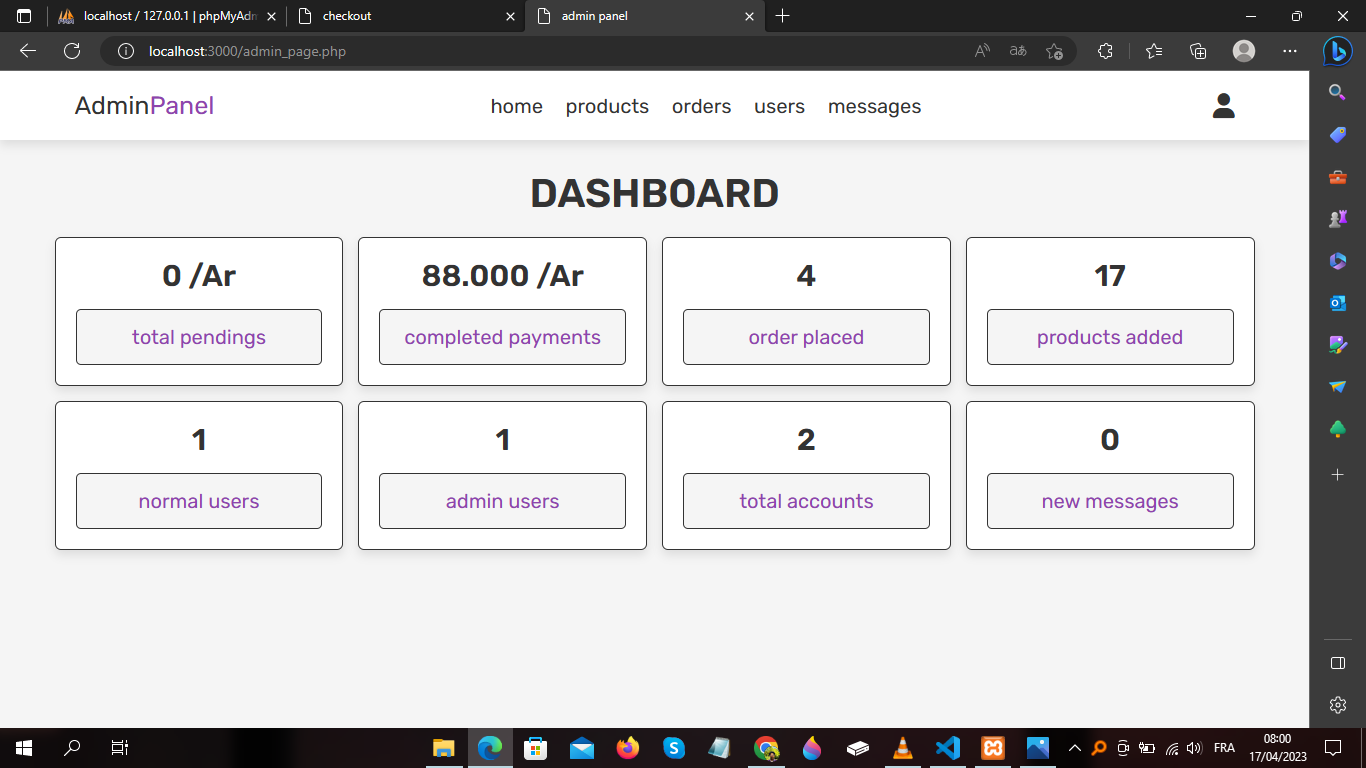 localhost / 127.0.0.1 | phpMyAdm
checkout
admin panel
localhost:3000/admin_page.php
AdminPanel
home products orders users messages
DASHBOARD
0 /Ar
88.000 /Ar
4
17
total pendings
completed payments
order placed
products added
1
1
2
0
normal users
admin users
total accounts
new messages
FRA
08:00
17/04/2023